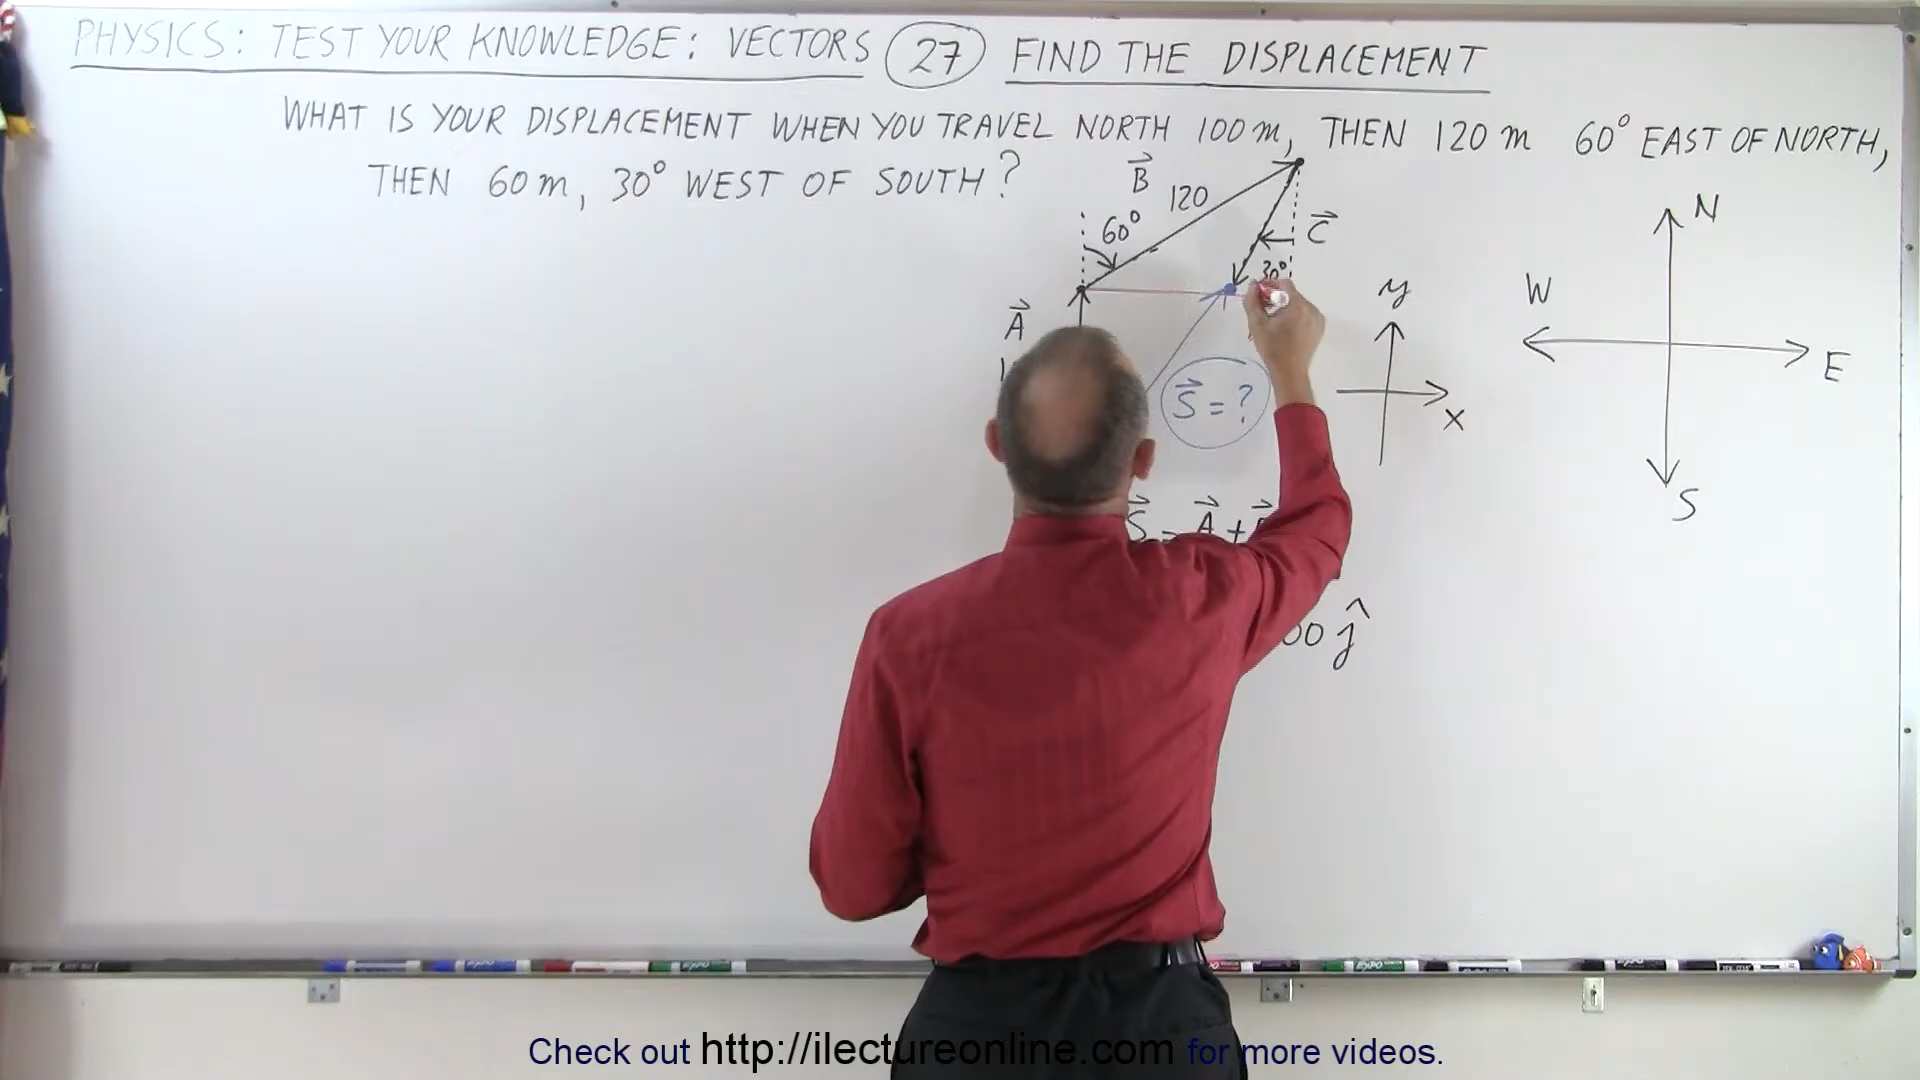 PHYSICS: TEST YOUR KNOWLEDGE: VECTORS 27 FIND THE DISPLACEMENT
WHAT IS YOUR DISPLACEMENT WHEN YOU TRAVEL NORTH 100 m, THEN 120 m 60° EAST OF NORTH,
THEN 60 m, 30° WEST OF SOUTH?
B⃗
120
60°
C⃗
30°
A⃗
S⃗ = ?
y
x
N
W
E
S
S⃗ = A⃗ +
00 ĵ
Check out http://ilectureonline.com for more videos.